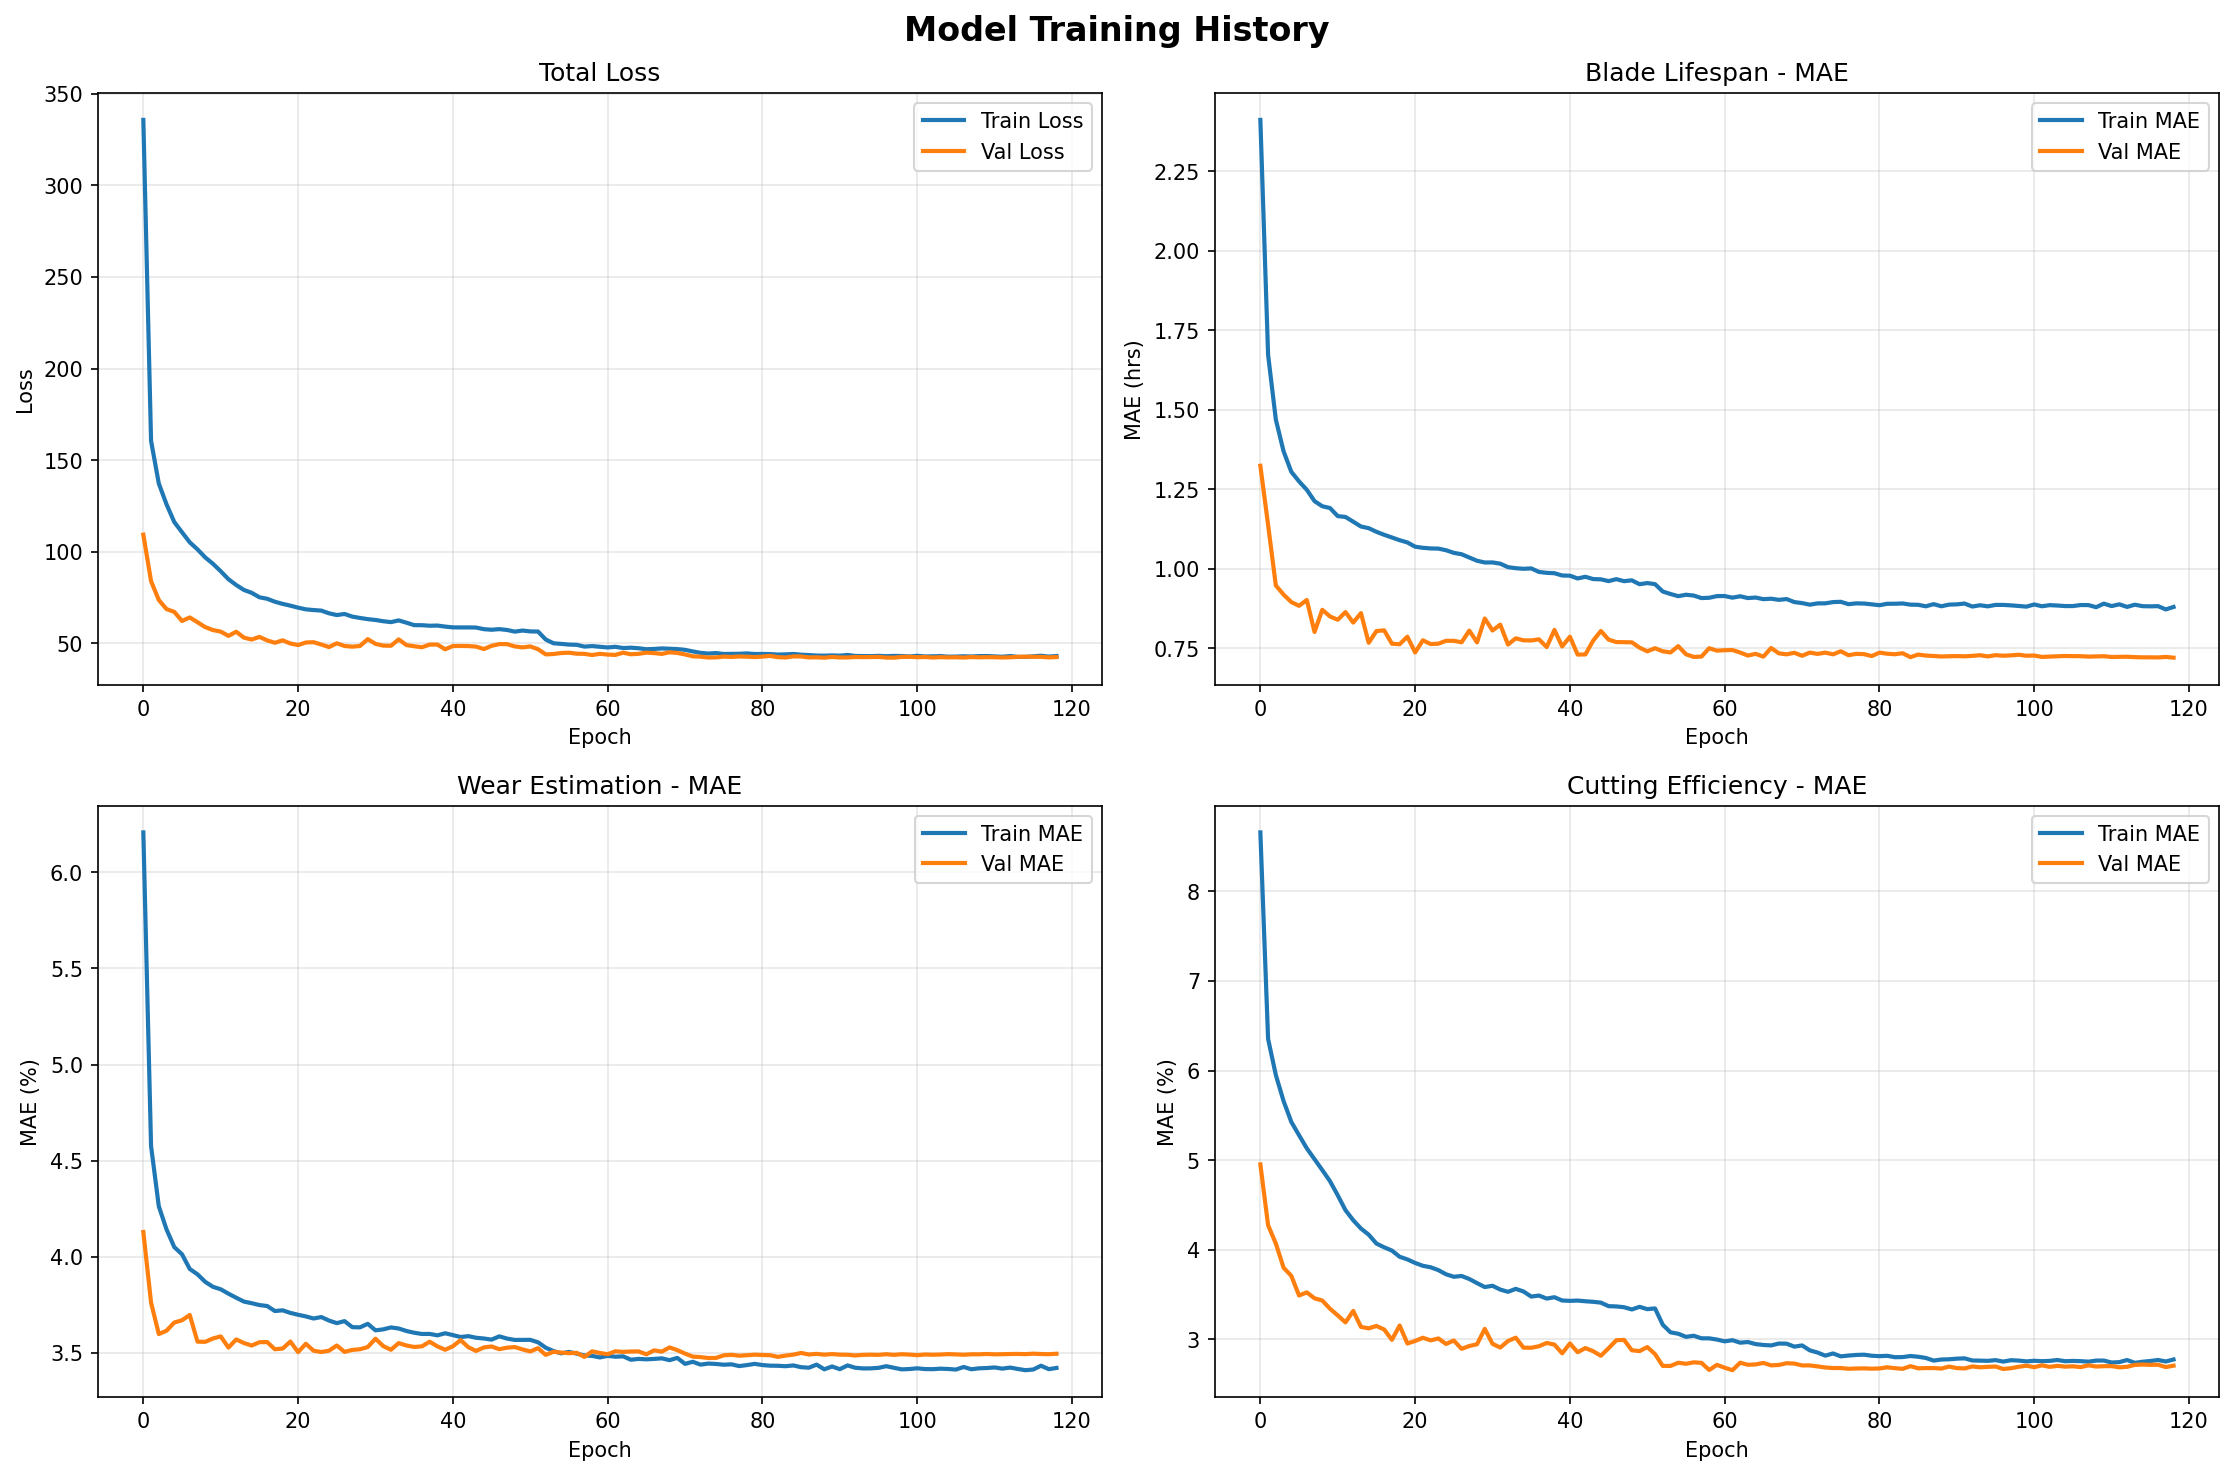 Model Training History
Total Loss
350
300
250
200
150
100
50
Loss
0 20 40 60 80 100 120
Epoch
Train Loss
Val Loss
Blade Lifespan - MAE
2.25
2.00
1.75
1.50
1.25
1.00
0.75
MAE (hrs)
0 20 40 60 80 100 120
Epoch
Train MAE
Val MAE
Wear Estimation - MAE
6.0
5.5
5.0
4.5
4.0
3.5
MAE (%)
0 20 40 60 80 100 120
Epoch
Train MAE
Val MAE
Cutting Efficiency - MAE
8
7
6
5
4
3
MAE (%)
0 20 40 60 80 100 120
Epoch
Train MAE
Val MAE